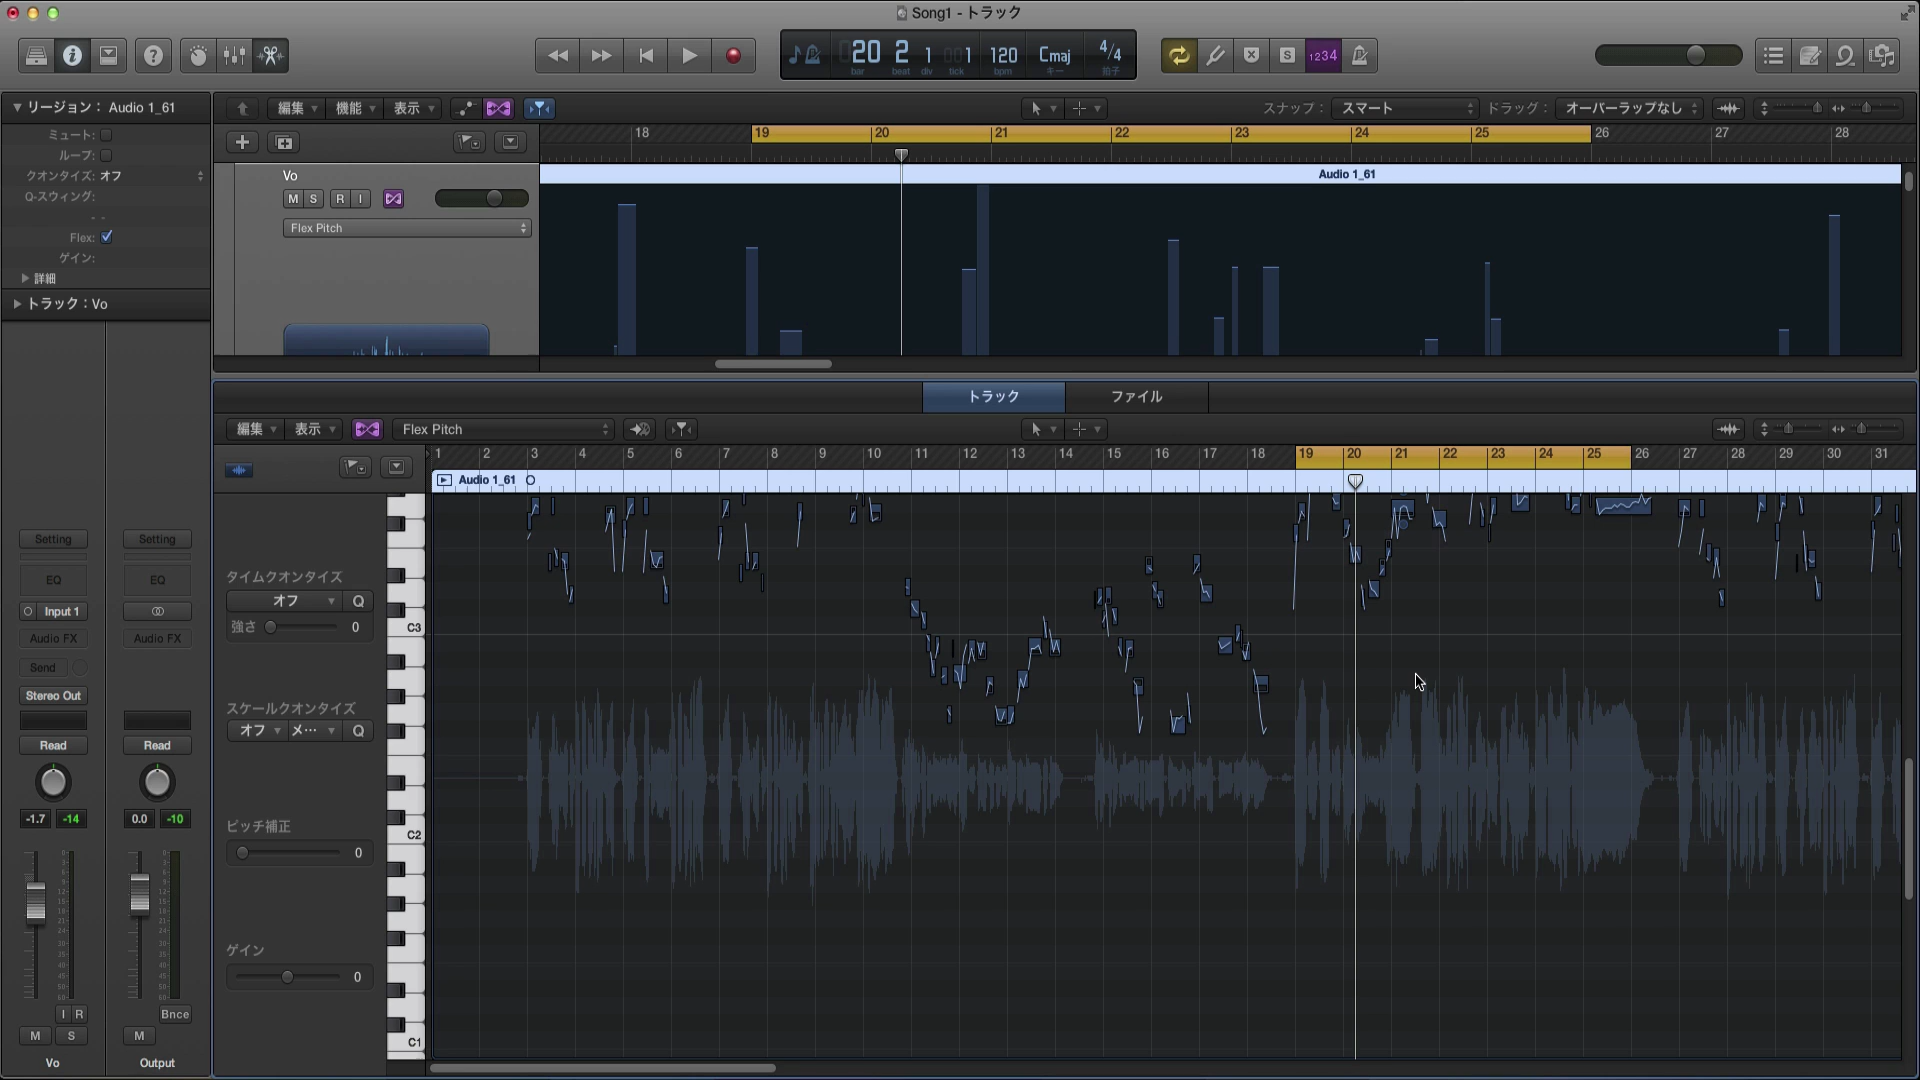 Song1 - トラック
20 2 1 1 120 Cmaj 4/4
bar beat div tick bpm キー 拍子
S 1234
リージョン： Audio 1_61
ミュート:
ループ:
クオンタイズ: オフ
Q-スウィング:
- -
Flex:
ゲイン:
詳細
トラック：Vo
編集 機能 表示
スナップ： スマート ドラッグ： オーバーラップなし
18 19 20 21 22 23 24 25 26 27 28
Vo
M S R I
Flex Pitch
Audio 1_61
トラック ファイル
編集 表示 Flex Pitch
1 2 3 4 5 6 7 8 9 10 11 12 13 14 15 16 17 18 19 20 21 22 23 24 25 26 27 28 29 30 31
Audio 1_61
タイムクオンタイズ
オフ Q
強さ 0
スケールクオンタイズ
オフ メ… Q
ピッチ補正
0
ゲイン
0
C3
C2
C1
Setting Setting
EQ EQ
Input 1
Audio FX Audio FX
Send
Stereo Out
Read Read
-1.7 -14 0.0 -10
I R Bnce
M S M
Vo Output